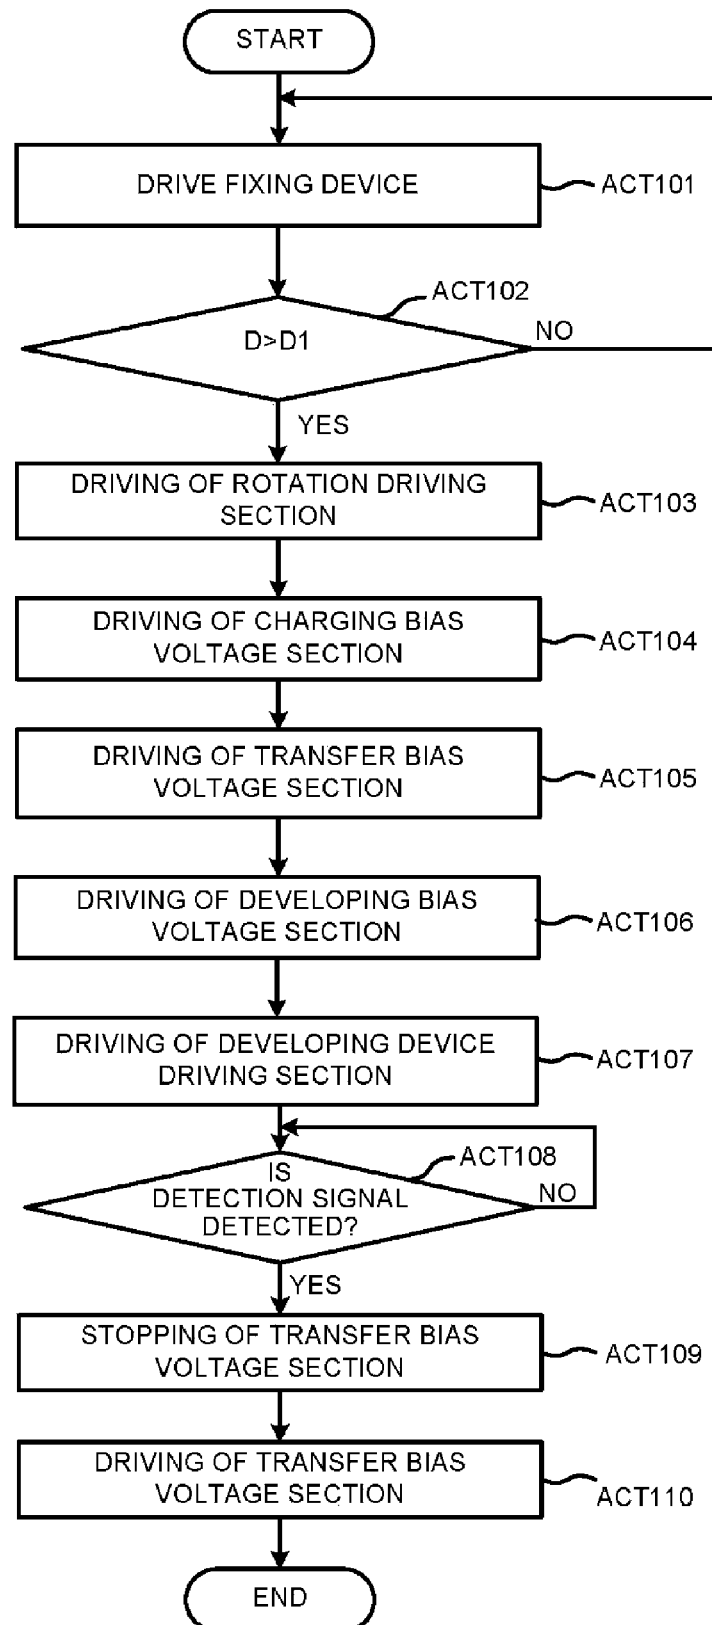 START
DRIVE FIXING DEVICE
ACT101
ACT102
D>D1
NO
YES
DRIVING OF ROTATION DRIVING
SECTION
ACT103
DRIVING OF CHARGING BIAS
VOLTAGE SECTION
ACT104
DRIVING OF TRANSFER BIAS
VOLTAGE SECTION
ACT105
DRIVING OF DEVELOPING BIAS
VOLTAGE SECTION
ACT106
DRIVING OF DEVELOPING DEVICE
DRIVING SECTION
ACT107
ACT108
IS
DETECTION SIGNAL
DETECTED?
NO
YES
STOPPING OF TRANSFER BIAS
VOLTAGE SECTION
ACT109
DRIVING OF TRANSFER BIAS
VOLTAGE SECTION
ACT110
END